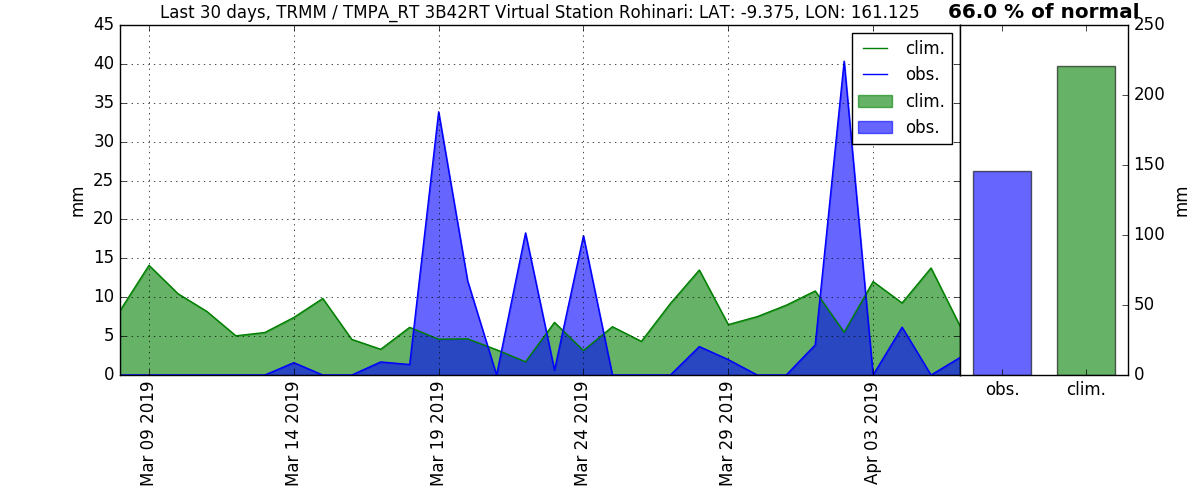 Last 30 days, TRMM / TMPA_RT 3B42RT Virtual Station Rohinari: LAT: -9.375, LON: 161.125
66.0 % of normal
45
40
35
30
25
20
15
10
5
0
mm
clim.
obs.
clim.
obs.
Mar 09 2019
Mar 14 2019
Mar 19 2019
Mar 24 2019
Mar 29 2019
Apr 03 2019
250
200
150
100
50
0
mm
obs.
clim.